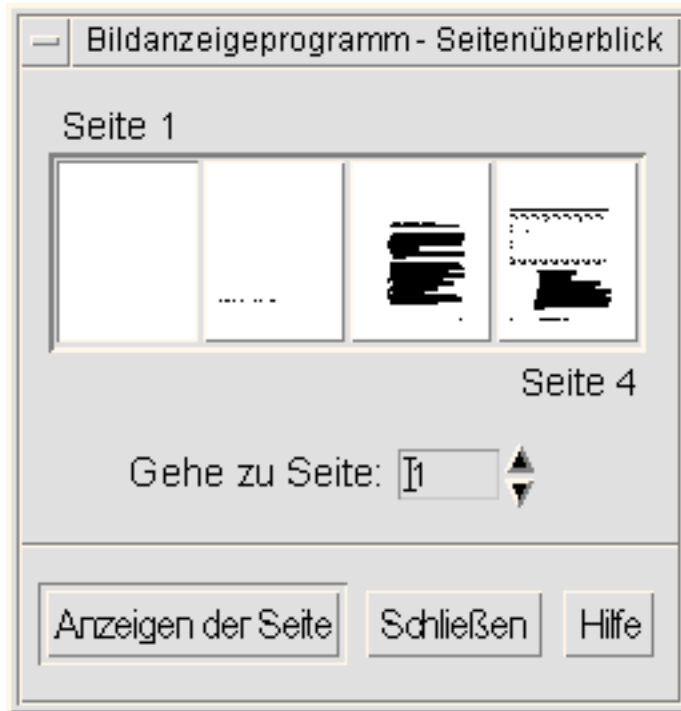 Bildanzeigeprogramm - Seitenüberblick
Seite 1
Seite 4
Gehe zu Seite: 1
Anzeigen der Seite Schließen Hilfe